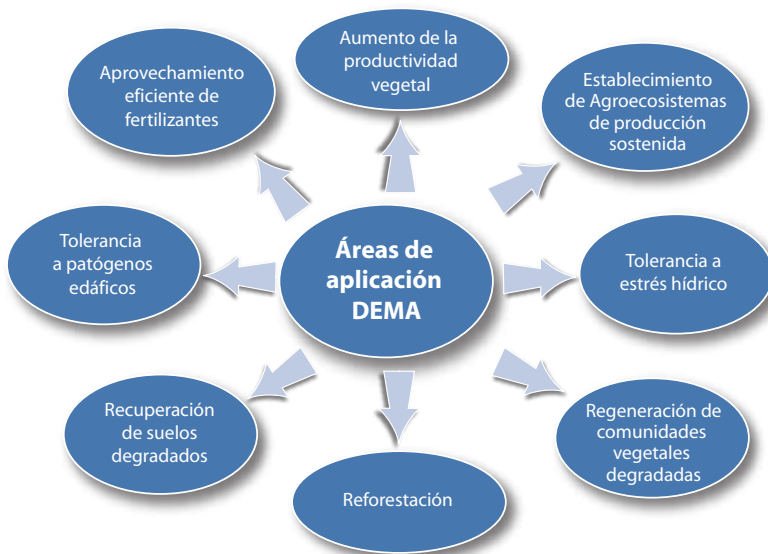 Aumento de la
productividad
vegetal
Aprovechamiento
eficiente de
fertilizantes
Establecimiento
de Agroecosistemas
de producción
sostenida
Tolerancia
a patógenos
edáficos
Áreas de
aplicación
DEMA
Tolerancia a
estrés hídrico
Recuperación
de suelos
degradados
Reforestación
Regeneración de
comunidades
vegetales
degradadas